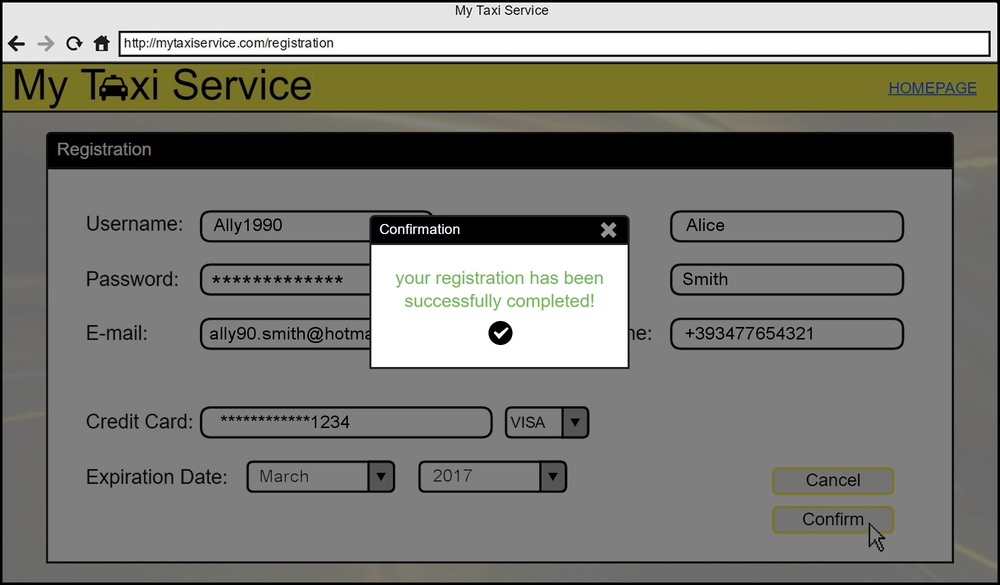 My Taxi Service
http://mytaxiservice.com/registration
My Taxi Service
HOMEPAGE
Registration
Username: Ally1990 Alice
Confirmation
Password: ************* Smith
your registration has been
successfully completed!
E-mail: ally90.smith@hotma ne: +393477654321
Credit Card: ************1234 VISA
Expiration Date: March 2017
Cancel
Confirm